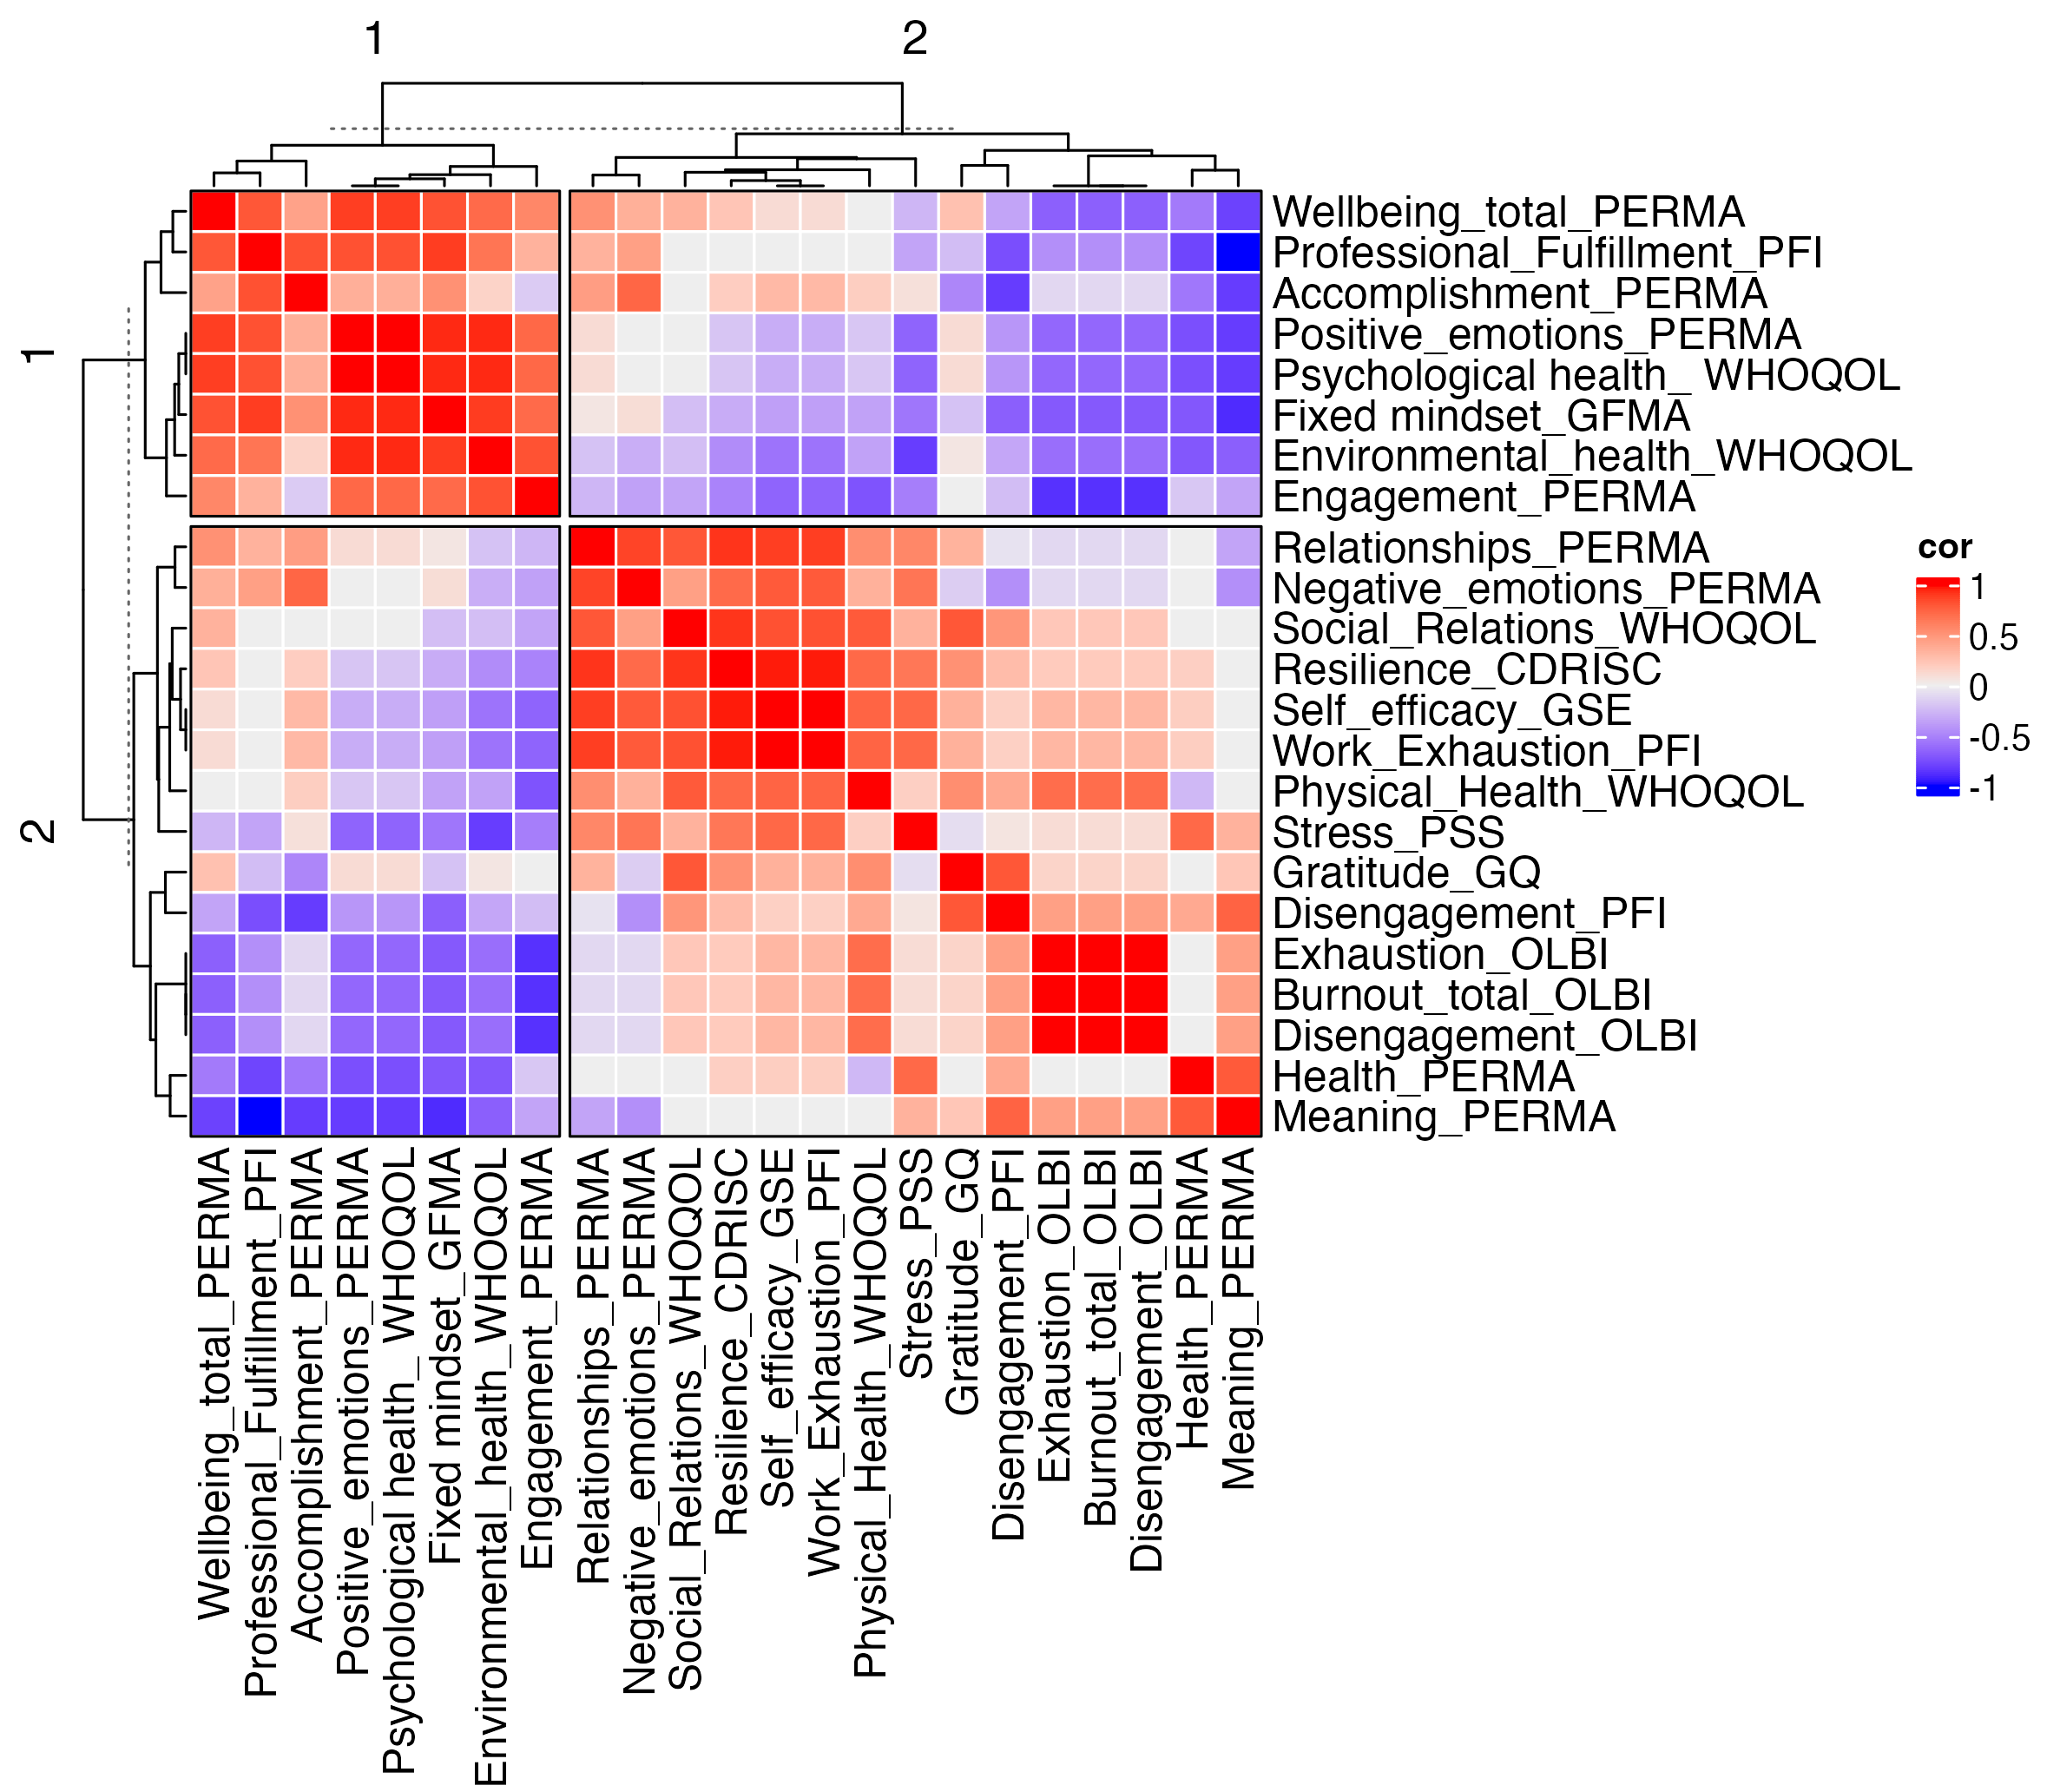 1
2
1
2
Wellbeing_total_PERMA
Professional_Fulfillment_PFI
Accomplishment_PERMA
Positive_emotions_PERMA
Psychological health_ WHOQOL
Fixed mindset_GFMA
Environmental_health_WHOQOL
Engagement_PERMA
Relationships_PERMA
Negative_emotions_PERMA
Social_Relations_WHOQOL
Resilience_CDRISC
Self_efficacy_GSE
Work_Exhaustion_PFI
Physical_Health_WHOQOL
Stress_PSS
Gratitude_GQ
Disengagement_PFI
Exhaustion_OLBI
Burnout_total_OLBI
Disengagement_OLBI
Health_PERMA
Meaning_PERMA
cor
1
0.5
0
-0.5
-1
Wellbeing_total_PERMA
Professional_Fulfillment_PFI
Accomplishment_PERMA
Positive_emotions_PERMA
Psychological health_ WHOQOL
Fixed mindset_GFMA
Environmental_health_WHOQOL
Engagement_PERMA
Relationships_PERMA
Negative_emotions_PERMA
Social_Relations_WHOQOL
Resilience_CDRISC
Self_efficacy_GSE
Work_Exhaustion_PFI
Physical_Health_WHOQOL
Stress_PSS
Gratitude_GQ
Disengagement_PFI
Exhaustion_OLBI
Burnout_total_OLBI
Disengagement_OLBI
Health_PERMA
Meaning_PERMA